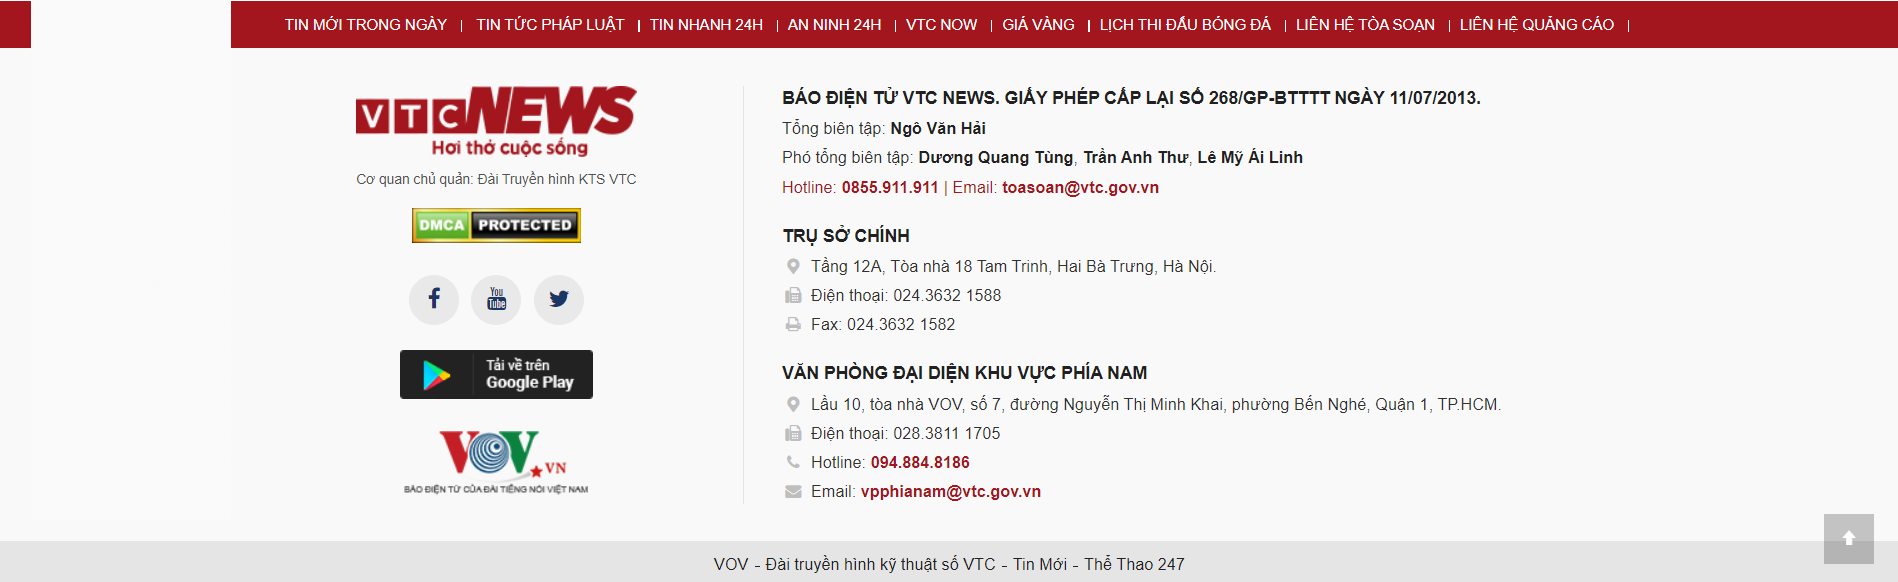 TIN MỚI TRONG NGÀY | TIN TỨC PHÁP LUẬT | TIN NHANH 24H | AN NINH 24H | VTC NOW | GIÁ VÀNG | LỊCH THI ĐẤU BÓNG ĐÁ | LIÊN HỆ TÒA SOẠN | LIÊN HỆ QUẢNG CÁO |
VTC NEWS
Hơi thở cuộc sống
Cơ quan chủ quản: Đài Truyền hình KTS VTC
DMCA PROTECTED
You
Tube
Tải về trên
Google Play
VOV.VN
BÁO ĐIỆN TỬ CỦA ĐÀI TIẾNG NÓI VIỆT NAM
BÁO ĐIỆN TỬ VTC NEWS. GIẤY PHÉP CẤP LẠI SỐ 268/GP-BTTTT NGÀY 11/07/2013.
Tổng biên tập: Ngô Văn Hải
Phó tổng biên tập: Dương Quang Tùng, Trần Anh Thư, Lê Mỹ Ái Linh
Hotline: 0855.911.911 | Email: toasoan@vtc.gov.vn
TRỤ SỞ CHÍNH
Tầng 12A, Tòa nhà 18 Tam Trinh, Hai Bà Trưng, Hà Nội.
Điện thoại: 024.3632 1588
Fax: 024.3632 1582
VĂN PHÒNG ĐẠI DIỆN KHU VỰC PHÍA NAM
Lầu 10, tòa nhà VOV, số 7, đường Nguyễn Thị Minh Khai, phường Bến Nghé, Quận 1, TP.HCM.
Điện thoại: 028.3811 1705
Hotline: 094.884.8186
Email: vpphianam@vtc.gov.vn
VOV - Đài truyền hình kỹ thuật số VTC - Tin Mới - Thể Thao 247